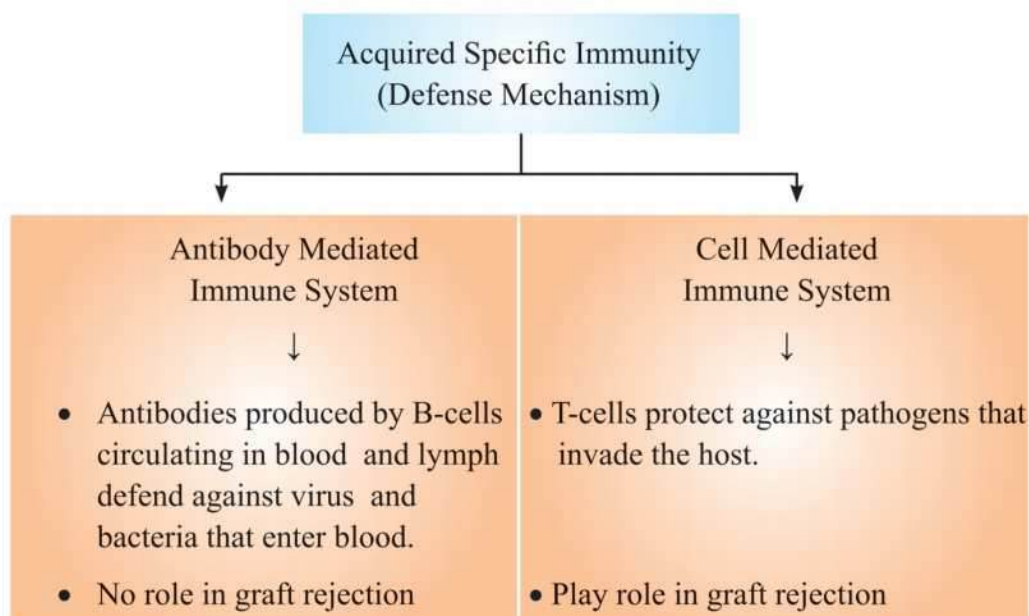 Acquired Specific Immunity
(Defense Mechanism)
Antibody Mediated
Immune System
↓
• Antibodies produced by B-cells
circulating in blood and lymph
defend against virus and
bacteria that enter blood.
• No role in graft rejection
Cell Mediated
Immune System
↓
• T-cells protect against pathogens that
invade the host.
• Play role in graft rejection